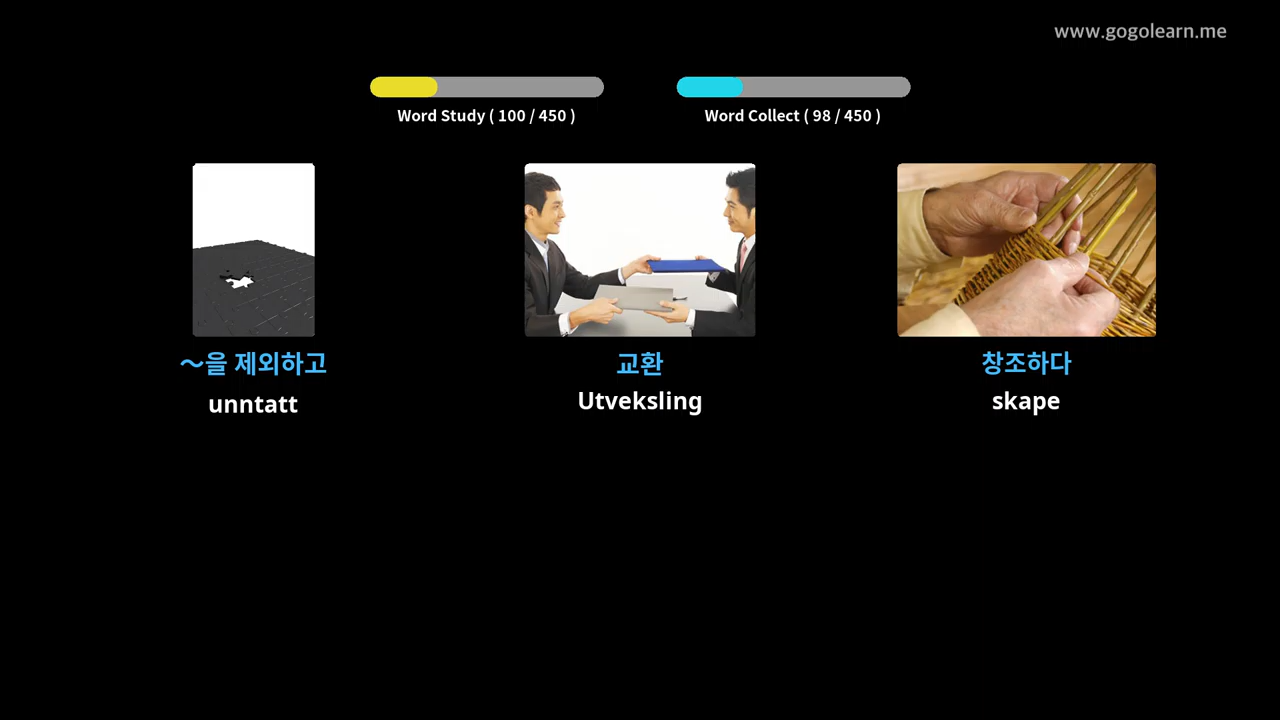 www.gogolearn.me
Word Study ( 100 / 450 )
Word Collect ( 98 / 450 )
～을 제외하고
교환
창조하다
unntatt
Utveksling
skape